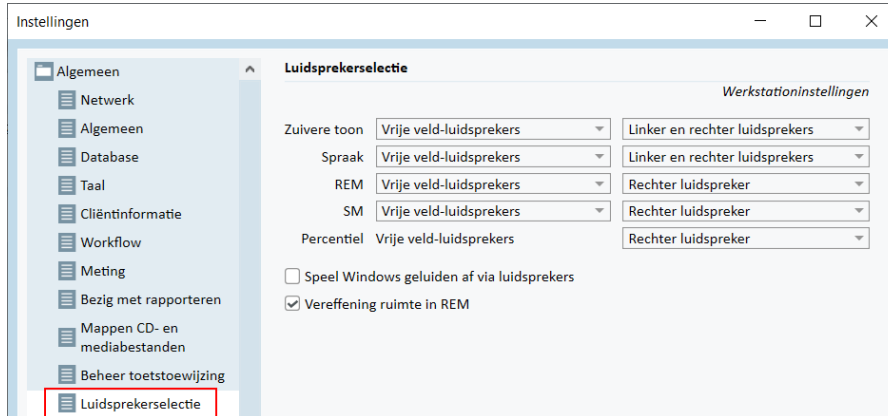 Instellingen
Algemeen
Netwerk
Algemeen
Database
Taal
Cliëntinformatie
Workflow
Meting
Bezig met rapporteren
Mappen CD- en
mediabestanden
Beheer toetstoewijzing
Luidsprekerselectie
Luidsprekerselectie
Werkstationinstellingen
Zuivere toon Vrije veld-luidsprekers Linker en rechter luidsprekers
Spraak Vrije veld-luidsprekers Linker en rechter luidsprekers
REM Vrije veld-luidsprekers Rechter luidspreker
SM Vrije veld-luidsprekers Rechter luidspreker
Percentiel Vrije veld-luidsprekers Rechter luidspreker
Speel Windows geluiden af via luidsprekers
Vereffening ruimte in REM